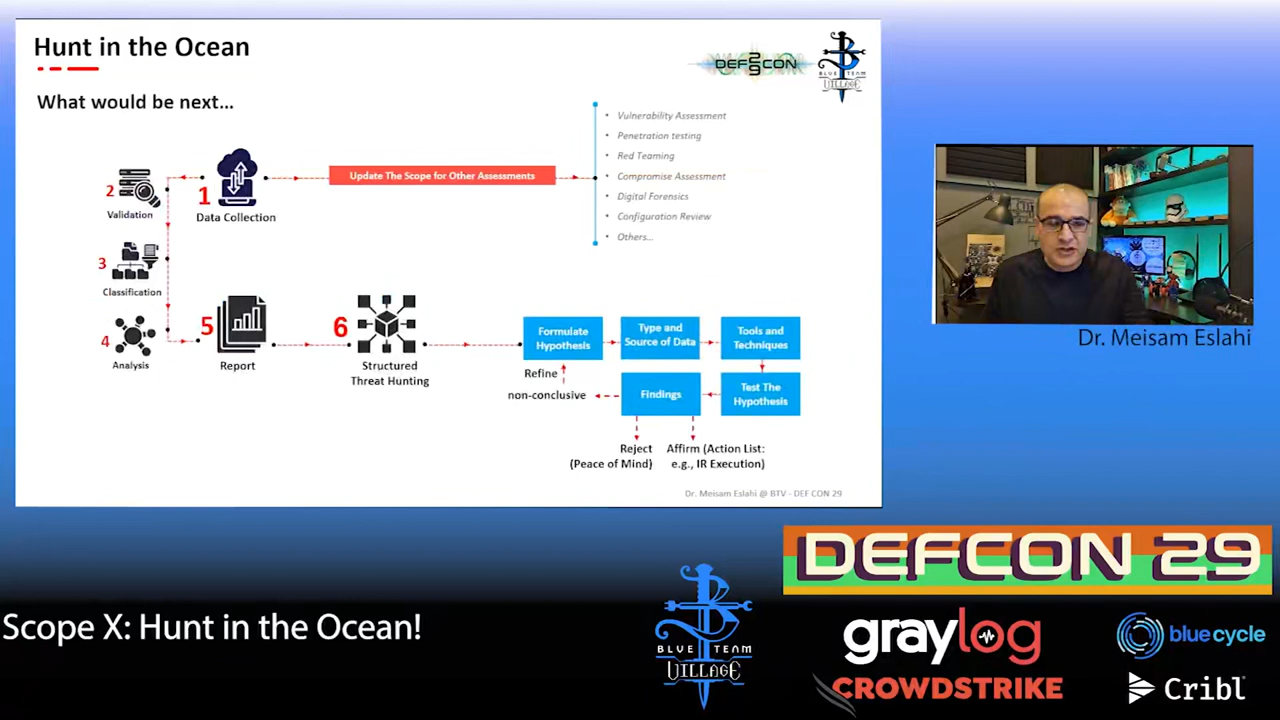 Hunt in the Ocean
What would be next...
DEF29CON
BLUE TEAM
VILLAGE
Vulnerability Assessment
Penetration testing
Red Teaming
Compromise Assessment
Digital Forensics
Configuration Review
Others...
Update The Scope for Other Assessments
1
Data Collection
2
Validation
3
Classification
4
Analysis
5
Report
6
Structured
Threat Hunting
Formulate
Hypothesis
Type and
Source of Data
Tools and
Techniques
Test The
Hypothesis
Findings
Refine
non-conclusive
Reject
(Peace of Mind)
Affirm (Action List:
e.g., IR Execution)
Dr. Meisam Eslahi @ BTV - DEF CON 29
Dr. Meisam Eslahi
Scope X: Hunt in the Ocean!
BLUE TEAM
VILLAGE
DEFCON 29
graylog
bluecycle
CROWDSTRIKE
Cribl